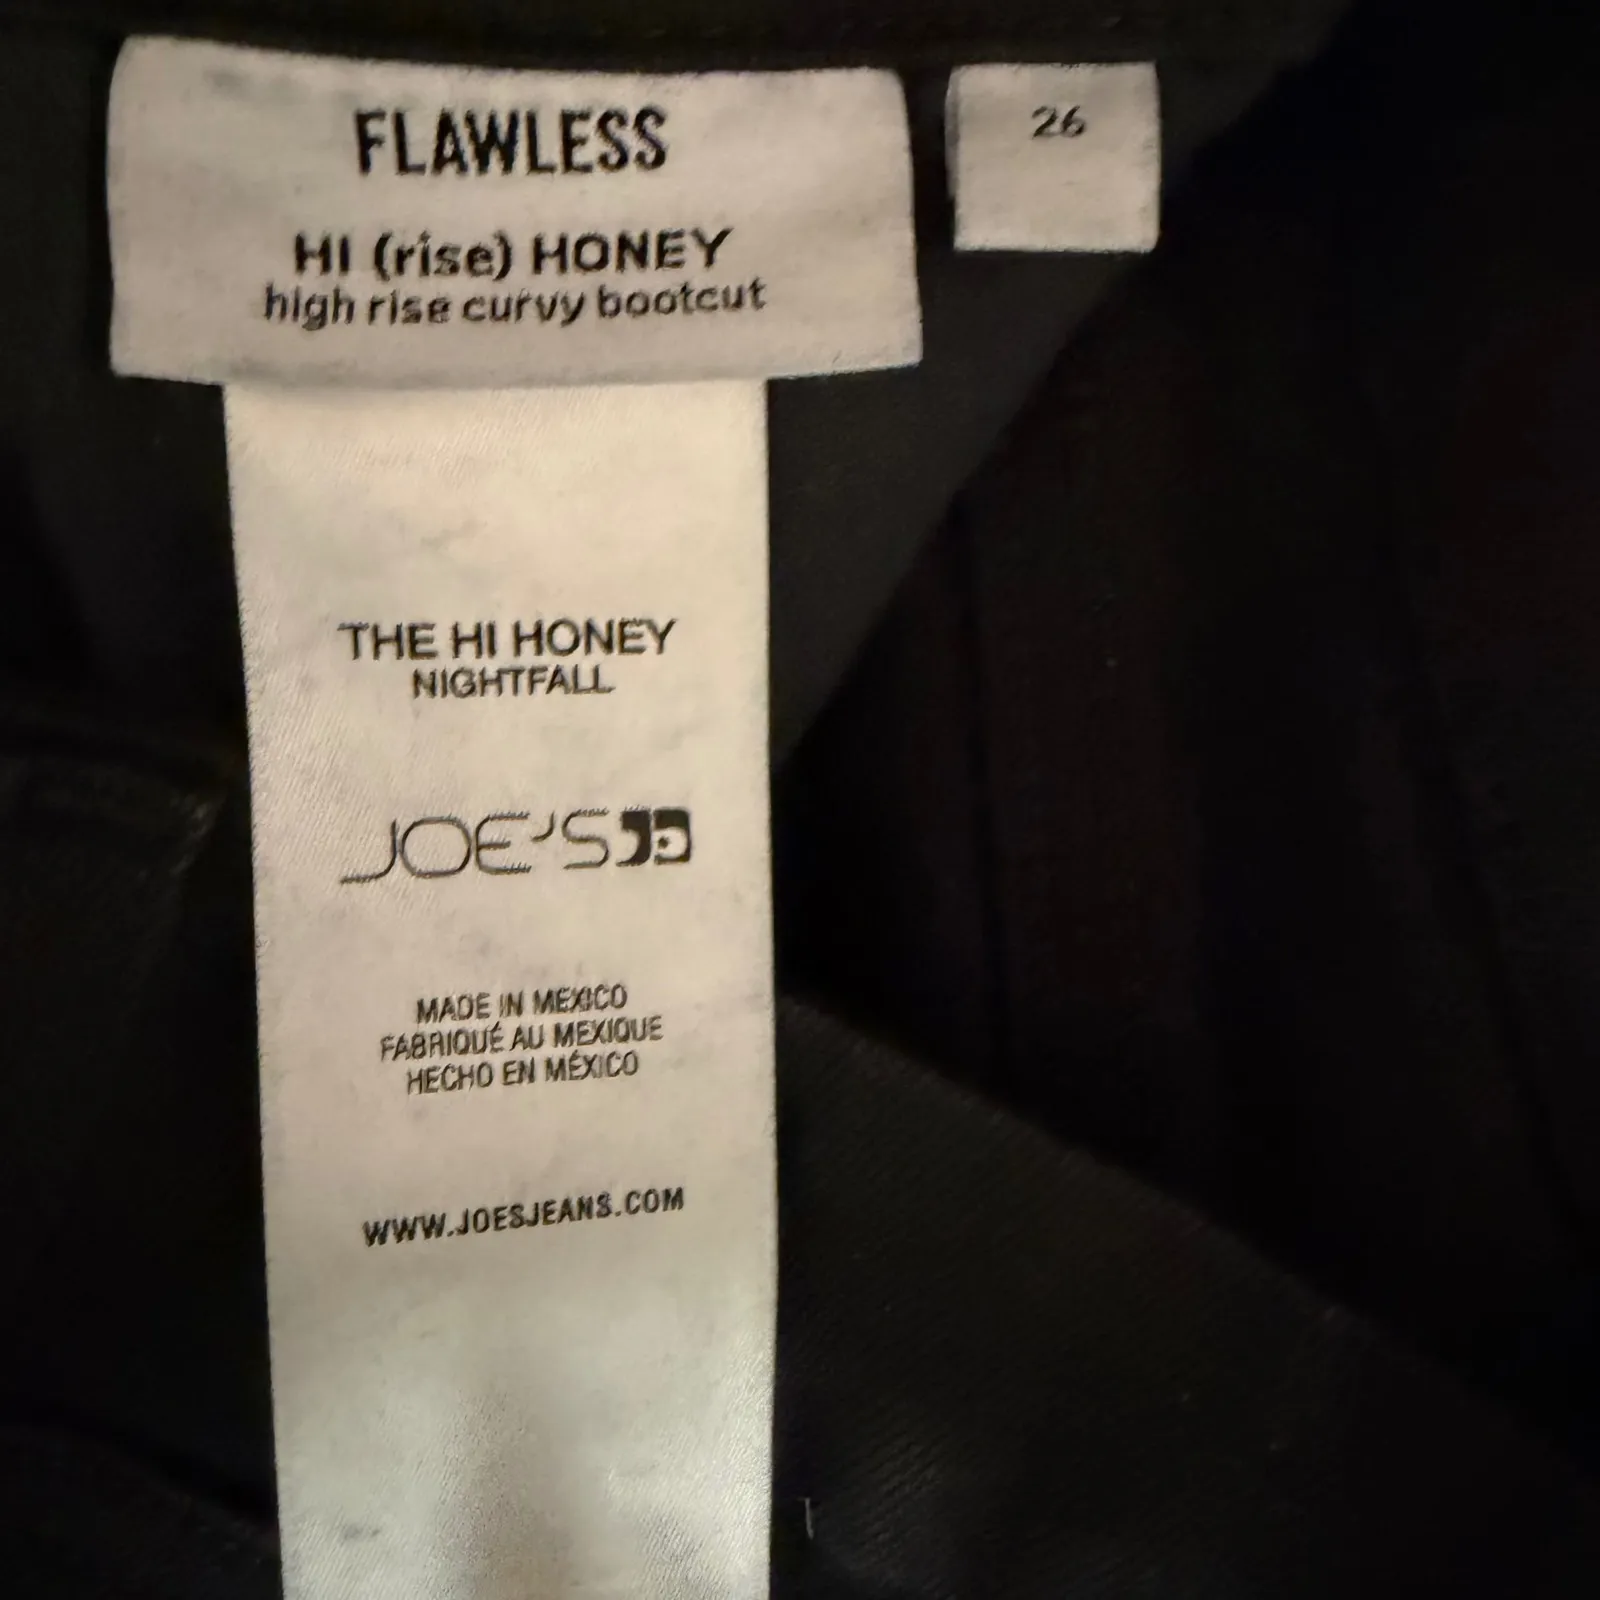 FLAWLESS
HI (rise) HONEY
high rise curvy bootcut
26
THE HI HONEY
NIGHTFALL
JOE'S
MADE IN MEXICO
FABRIQUÉ AU MEXIQUE
HECHO EN MÉXICO
WWW.JOESJEANS.COM